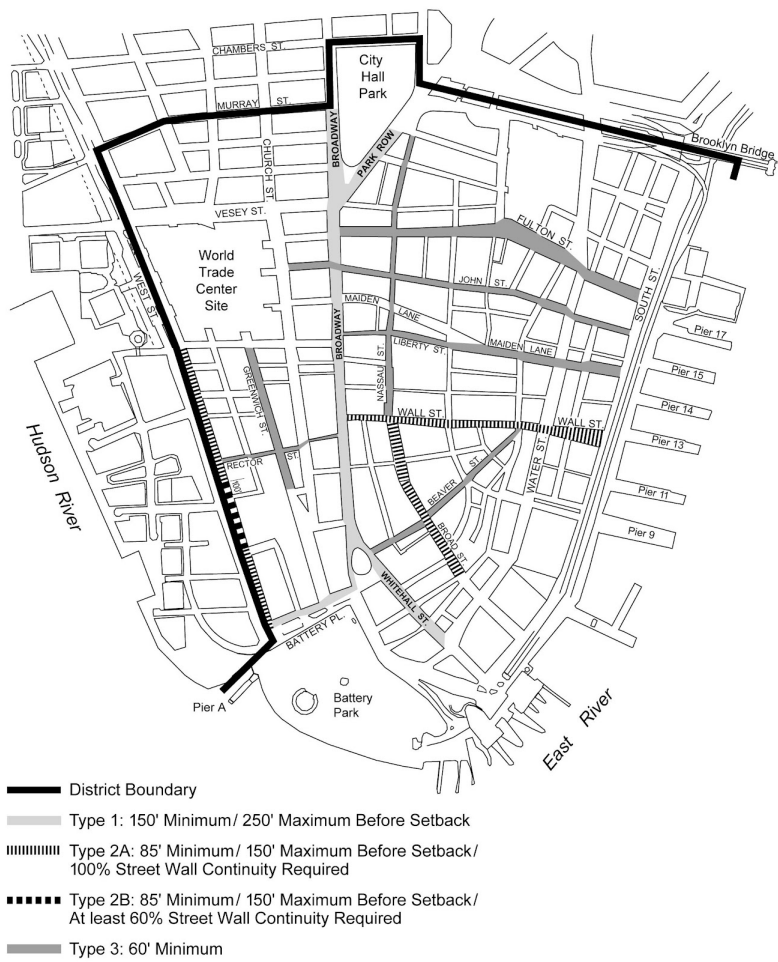 CHAMBERS ST.
City
Hall
Park
MURRAY ST.
BROADWAY
PARK ROW
Brooklyn Bridge
CHURCH ST.
VESEY ST.
FULTON ST.
World
Trade
Center
Site
WEST ST.
JOHN ST.
SOUTH ST.
MAIDEN
LANE
BROADWAY
LIBERTY ST.
MAIDEN LANE
Pier 17
NASSAU ST.
GREENWICH ST.
Pier 15
Pier 14
WALL ST.
WALL ST.
Hudson River
Pier 13
RECTOR ST.
100'
BEAVER ST.
WATER ST.
Pier 11
BROAD ST.
Pier 9
WHITEHALL ST.
BATTERY PL.
Pier A
Battery
Park
East River
District Boundary
Type 1: 150' Minimum/ 250' Maximum Before Setback
Type 2A: 85' Minimum/ 150' Maximum Before Setback/
100% Street Wall Continuity Required
Type 2B: 85' Minimum/ 150' Maximum Before Setback/
At least 60% Street Wall Continuity Required
Type 3: 60' Minimum